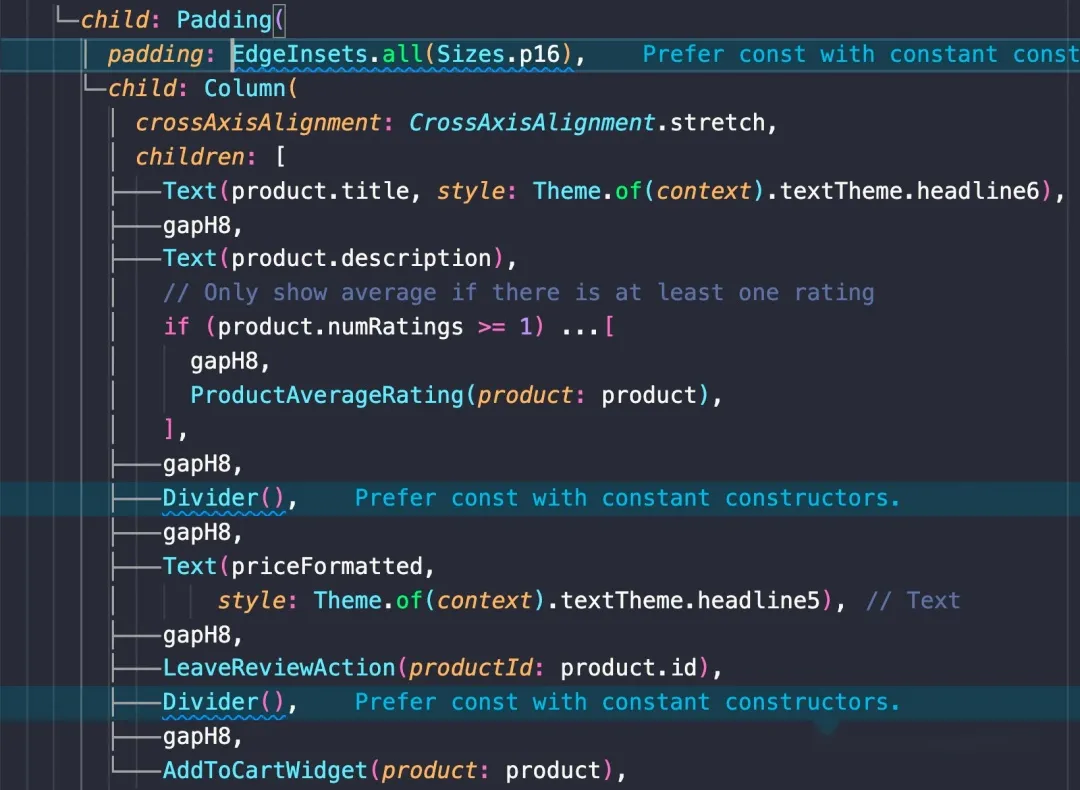 child: Padding(
padding: EdgeInsets.all(Sizes.p16), Prefer const with constant const
child: Column(
crossAxisAlignment: CrossAxisAlignment.stretch,
children: [
Text(product.title, style: Theme.of(context).textTheme.headline6),
gapH8,
Text(product.description),
// Only show average if there is at least one rating
if (product.numRatings >= 1) ...[
gapH8,
ProductAverageRating(product: product),
],
gapH8,
Divider(), Prefer const with constant constructors.
gapH8,
Text(priceFormatted,
style: Theme.of(context).textTheme.headline5), // Text
gapH8,
LeaveReviewAction(productId: product.id),
Divider(), Prefer const with constant constructors.
gapH8,
AddToCartWidget(product: product),